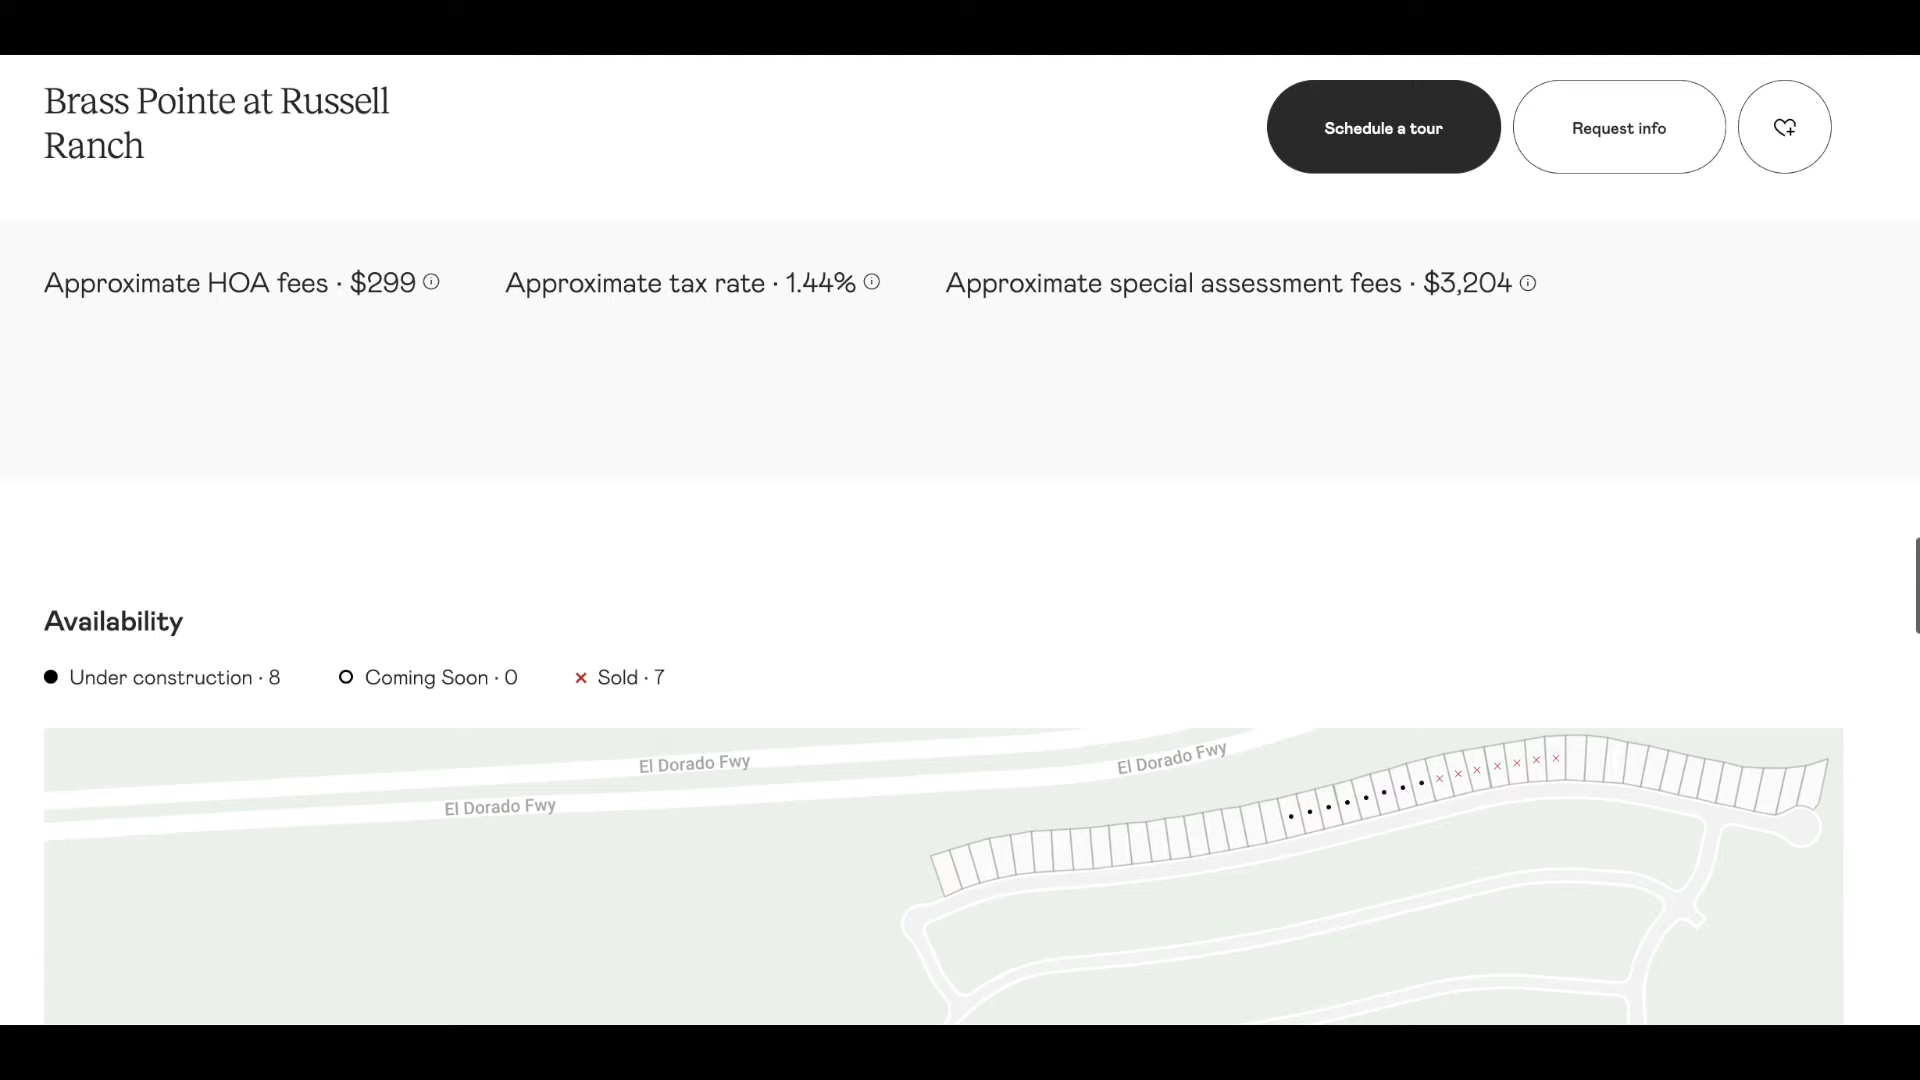 Brass Pointe at Russell
Ranch
Schedule a tour
Request info
Approximate HOA fees · $299
Approximate tax rate · 1.44%
Approximate special assessment fees · $3,204
Availability
Under construction · 8
Coming Soon · 0
Sold · 7
El Dorado Fwy
El Dorado Fwy
El Dorado Fwy